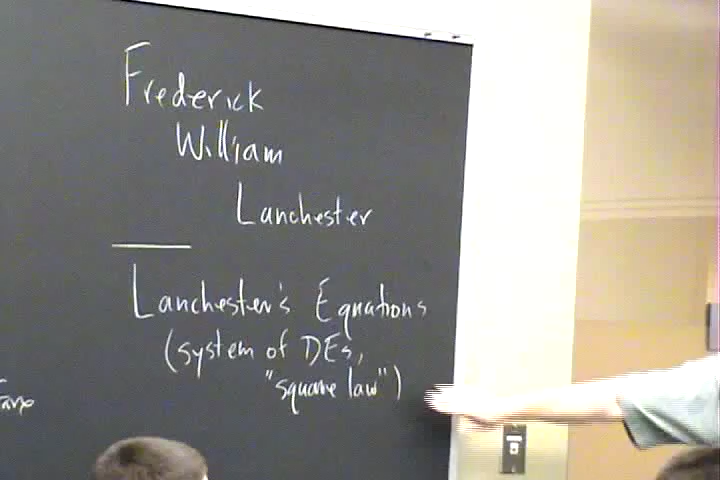 Frederick
William
Lanchester
Lanchester's Equations
(system of DEs,
"square law")